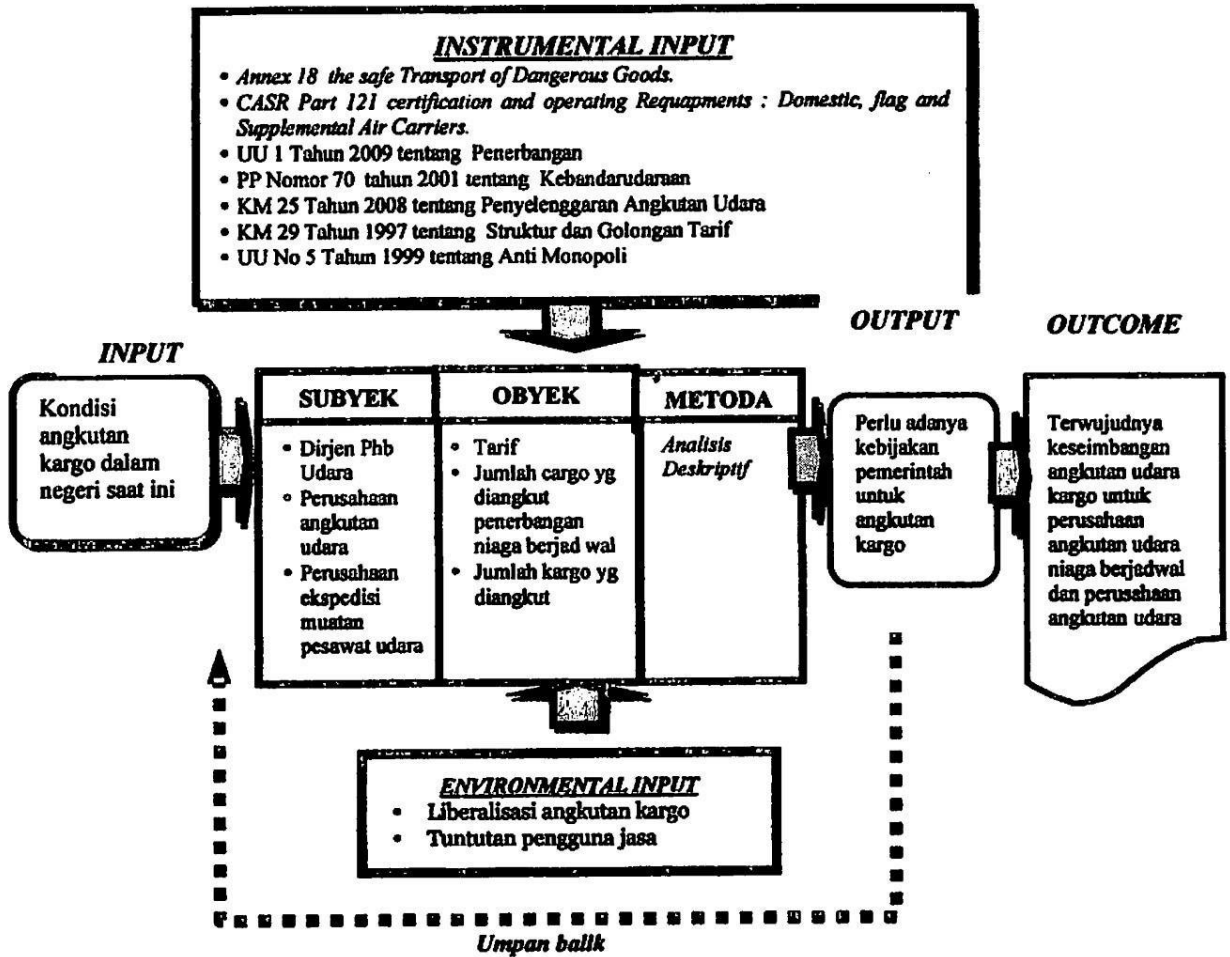 INSTRUMENTAL INPUT
• Annex 18 the safe Transport of Dangerous Goods.
• CASR Part 121 certification and operating Requapments : Domestic, flag and
Supplemental Air Carriers.
• UU 1 Tahun 2009 tentang Penerbangan
• PP Nomor 70 tahun 2001 tentang Kebandarudaraan
• KM 25 Tahun 2008 tentang Penyelenggaran Angkutan Udara
• KM 29 Tahun 1997 tentang Struktur dan Golongan Tarif
• UU No 5 Tahun 1999 tentang Anti Monopoli
INPUT
Kondisi
angkutan
kargo dalam
negeri saat ini
SUBYEK
• Dirjen Phb
Udara
• Perusahaan
angkutan
udara
• Perusahaan
ekspedisi
muatan
pesawat udara
OBYEK
• Tarif
• Jumlah cargo yg
diangkut
penerbangan
niaga berjad wal
• Jumlah kargo yg
diangkut
METODA
Analisis
Deskriptif
OUTPUT
Perlu adanya
kebijakan
pemerintah
untuk
angkutan
kargo
OUTCOME
Terwujudnya
keseimbangan
angkutan udara
kargo untuk
perusahaan
angkutan udara
niaga berjadwal
dan perusahaan
angkutan udara
ENVIRONMENTAL INPUT
• Liberalisasi angkutan kargo
• Tuntutan pengguna jasa
Umpan balik